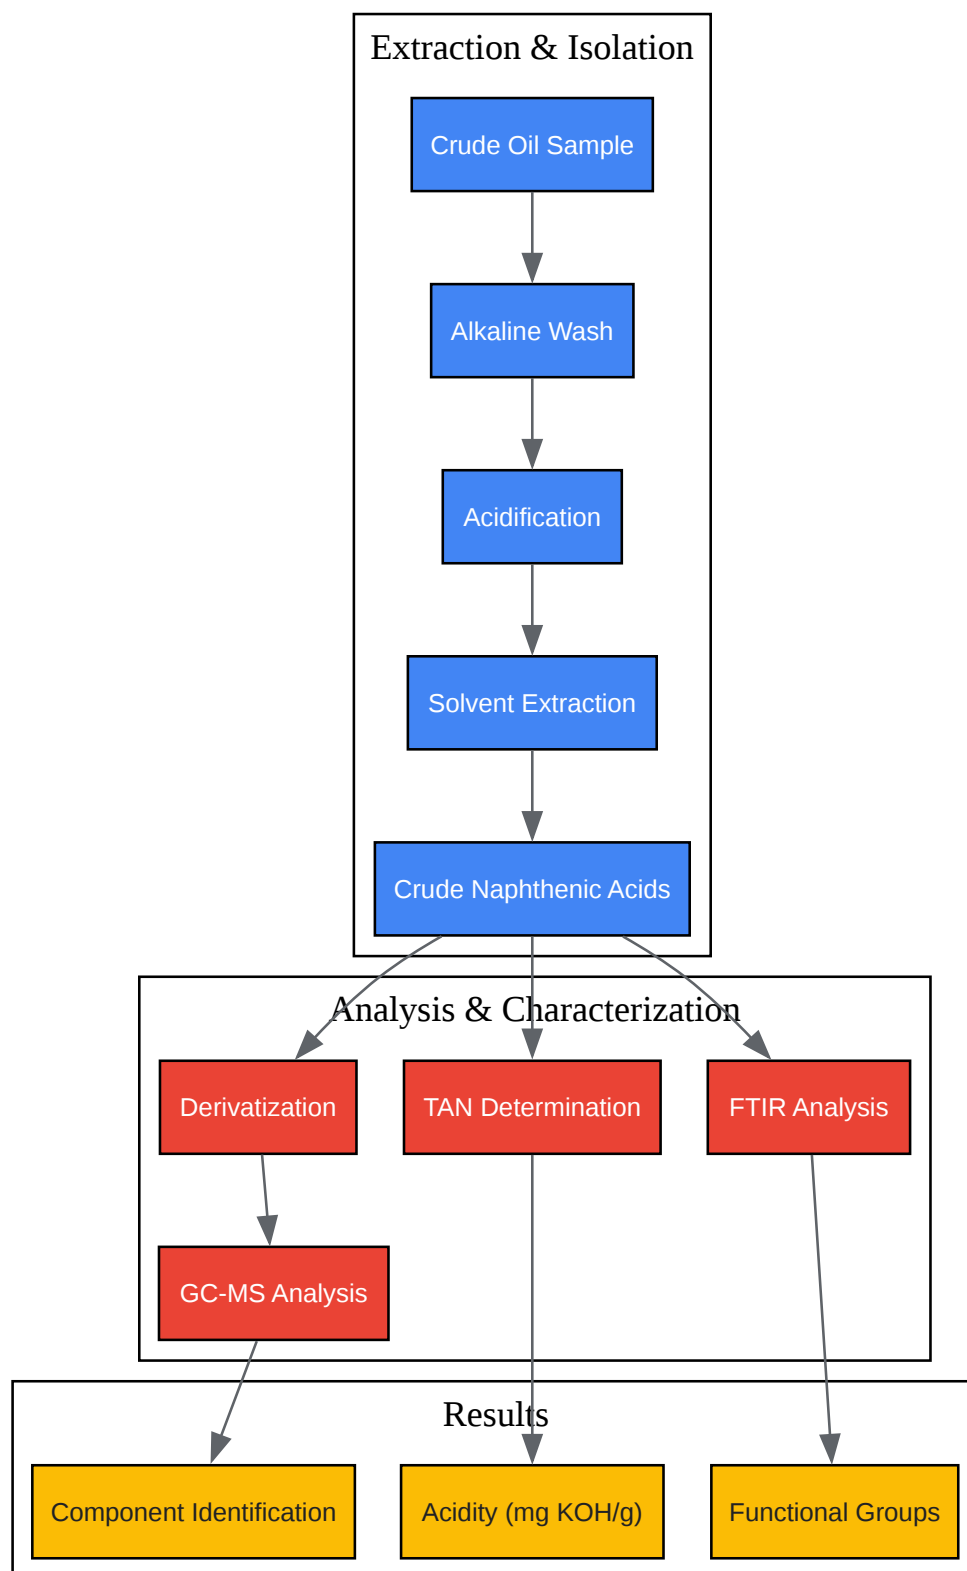 Extraction & Isolation
Crude Oil Sample
Alkaline Wash
Acidification
Solvent Extraction
Crude Naphthenic Acids
Analysis & Characterization
Derivatization
TAN Determination
FTIR Analysis
GC-MS Analysis
Results
Component Identification
Acidity (mg KOH/g)
Functional Groups